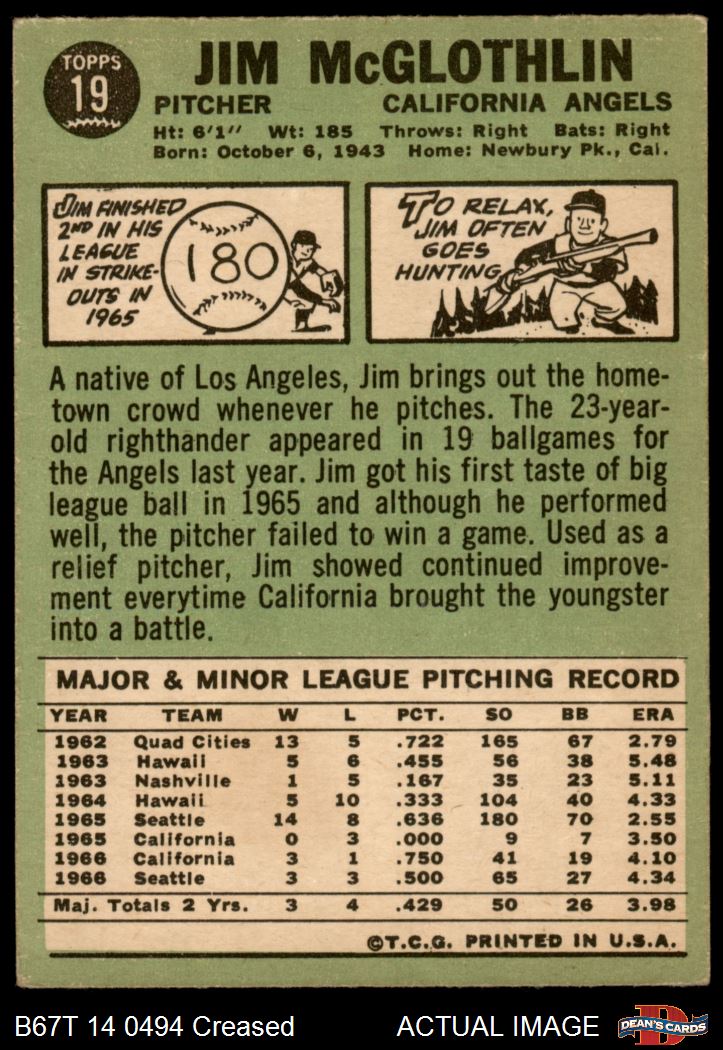 TOPPS
19
JIM McGLOTHLIN
PITCHER CALIFORNIA ANGELS
Ht: 6'1" Wt: 185 Throws: Right Bats: Right
Born: October 6, 1943 Home: Newbury Pk., Cal.
JIM FINISHED
2ND IN HIS
LEAGUE
IN STRIKE-
OUTS IN
1965
180
TO RELAX,
JIM OFTEN
GOES
HUNTING
A native of Los Angeles, Jim brings out the home-
town crowd whenever he pitches. The 23-year-
old righthander appeared in 19 ballgames for
the Angels last year. Jim got his first taste of big
league ball in 1965 and although he performed
well, the pitcher failed to win a game. Used as a
relief pitcher, Jim showed continued improve-
ment everytime California brought the youngster
into a battle.
MAJOR & MINOR LEAGUE PITCHING RECORD
YEAR TEAM W L PCT. SO BB ERA
1962 Quad Cities 13 5 .722 165 67 2.79
1963 Hawaii 5 6 .455 56 38 5.48
1963 Nashville 1 5 .167 35 23 5.11
1964 Hawaii 5 10 .333 104 40 4.33
1965 Seattle 14 8 .636 180 70 2.55
1965 California 0 3 .000 9 7 3.50
1966 California 3 1 .750 41 19 4.10
1966 Seattle 3 3 .500 65 27 4.34
Maj. Totals 2 Yrs. 3 4 .429 50 26 3.98
©T.C.G. PRINTED IN U.S.A.
B67T 14 0494 Creased ACTUAL IMAGE
D
DEAN'S CARDS